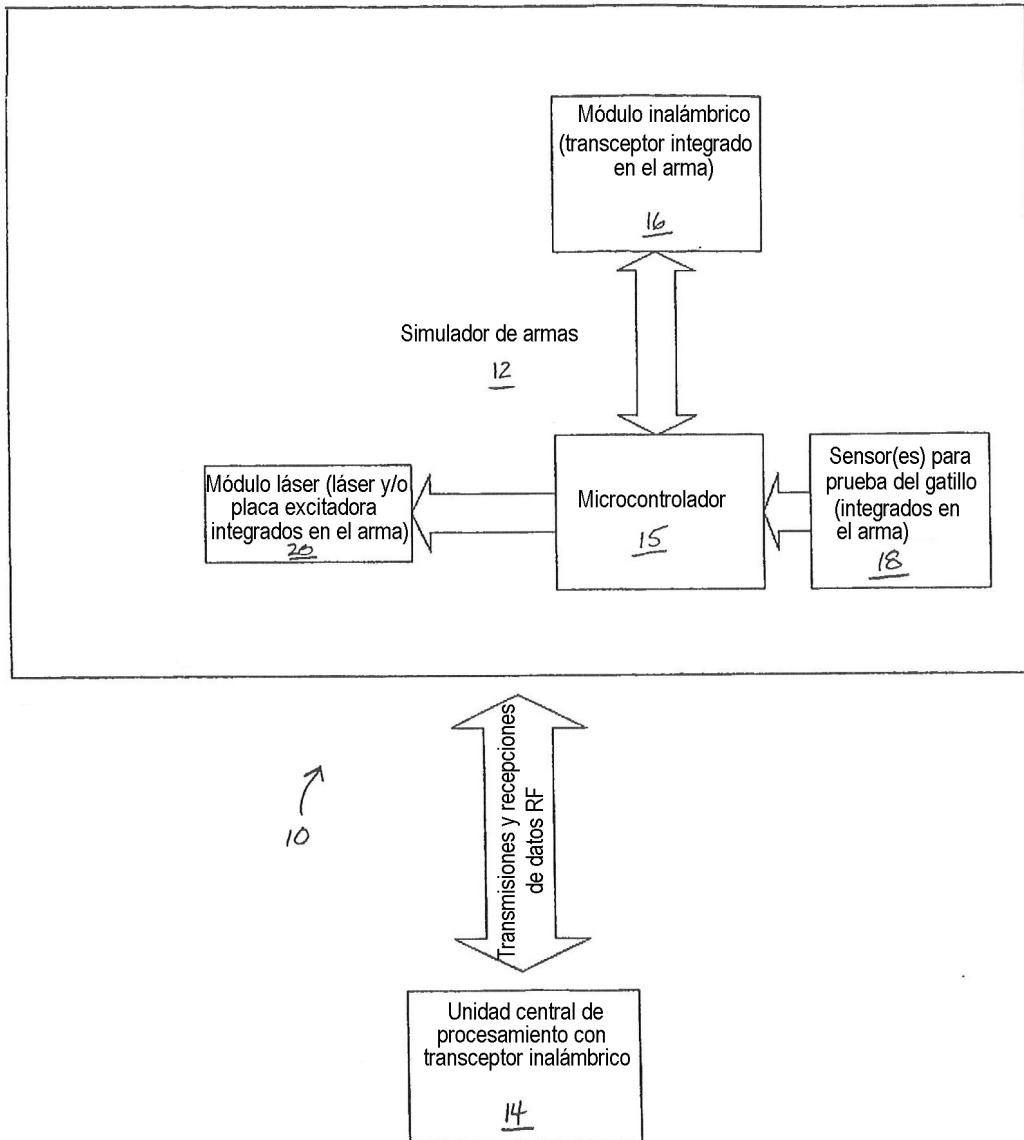 Módulo inalámbrico
(transceptor integrado
en el arma)
16
Simulador de armas
12
Módulo láser (láser y/o
placa excitadora
integrados en el arma)
20
Microcontrolador
15
Sensor(es) para
prueba del gatillo
(integrados en
el arma)
18
Transmisiones y recepciones
de datos RF
10
Unidad central de
procesamiento con
transceptor inalámbrico
14